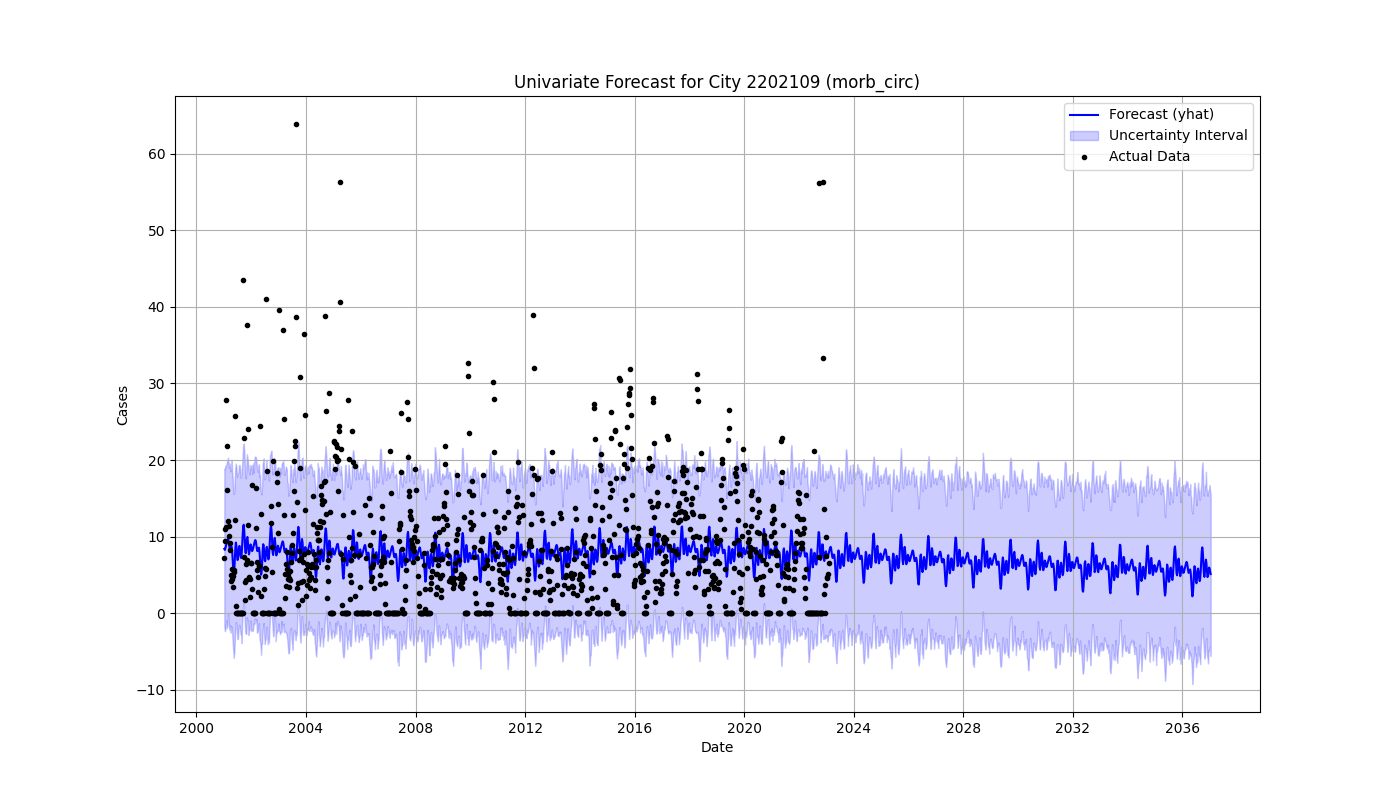 Univariate Forecast for City 2202109 (morb_circ)
Forecast (yhat)
Uncertainty Interval
Actual Data
Cases
60
50
40
30
20
10
0
−10
2000 2004 2008 2012 2016 2020 2024 2028 2032 2036
Date